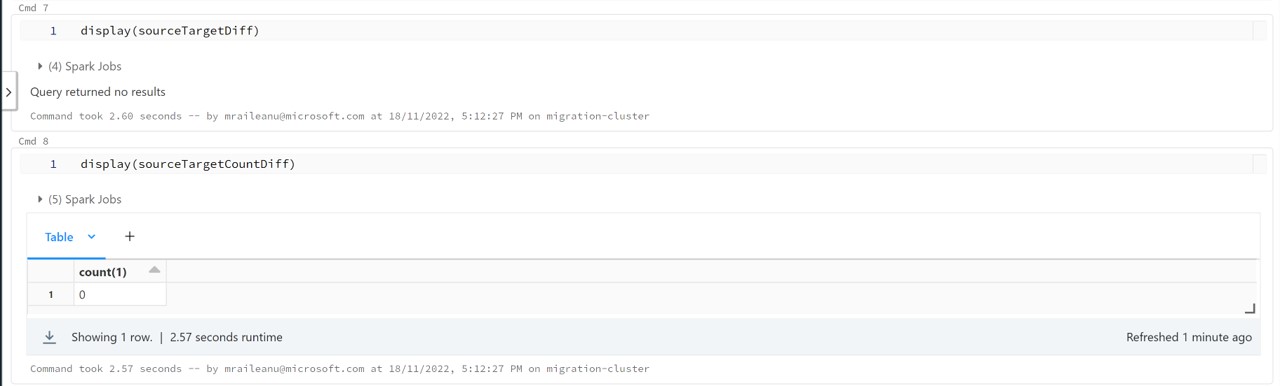 Cmd 7
1 display(sourceTargetDiff)
(4) Spark Jobs
Query returned no results
Command took 2.60 seconds -- by mraileanu@microsoft.com at 18/11/2022, 5:12:27 PM on migration-cluster
Cmd 8
1 display(sourceTargetCountDiff)
(5) Spark Jobs
Table +
count(1)
1 0
Showing 1 row. | 2.57 seconds runtime Refreshed 1 minute ago
Command took 2.57 seconds -- by mraileanu@microsoft.com at 18/11/2022, 5:12:27 PM on migration-cluster